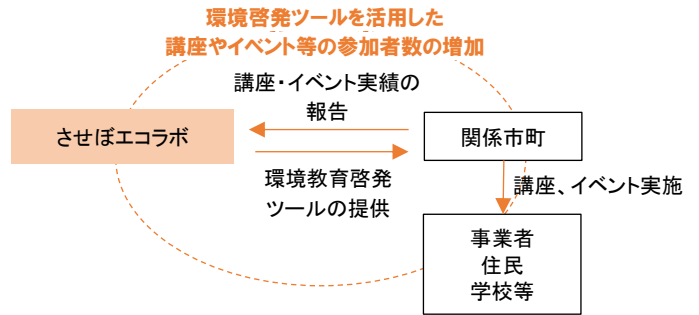 環境啓発ツールを活用した
講座やイベント等の参加者数の増加
講座・イベント実績の
報告
させぼエコラボ
関係市町
環境教育啓発
ツールの提供
講座、イベント実施
事業者
住民
学校等